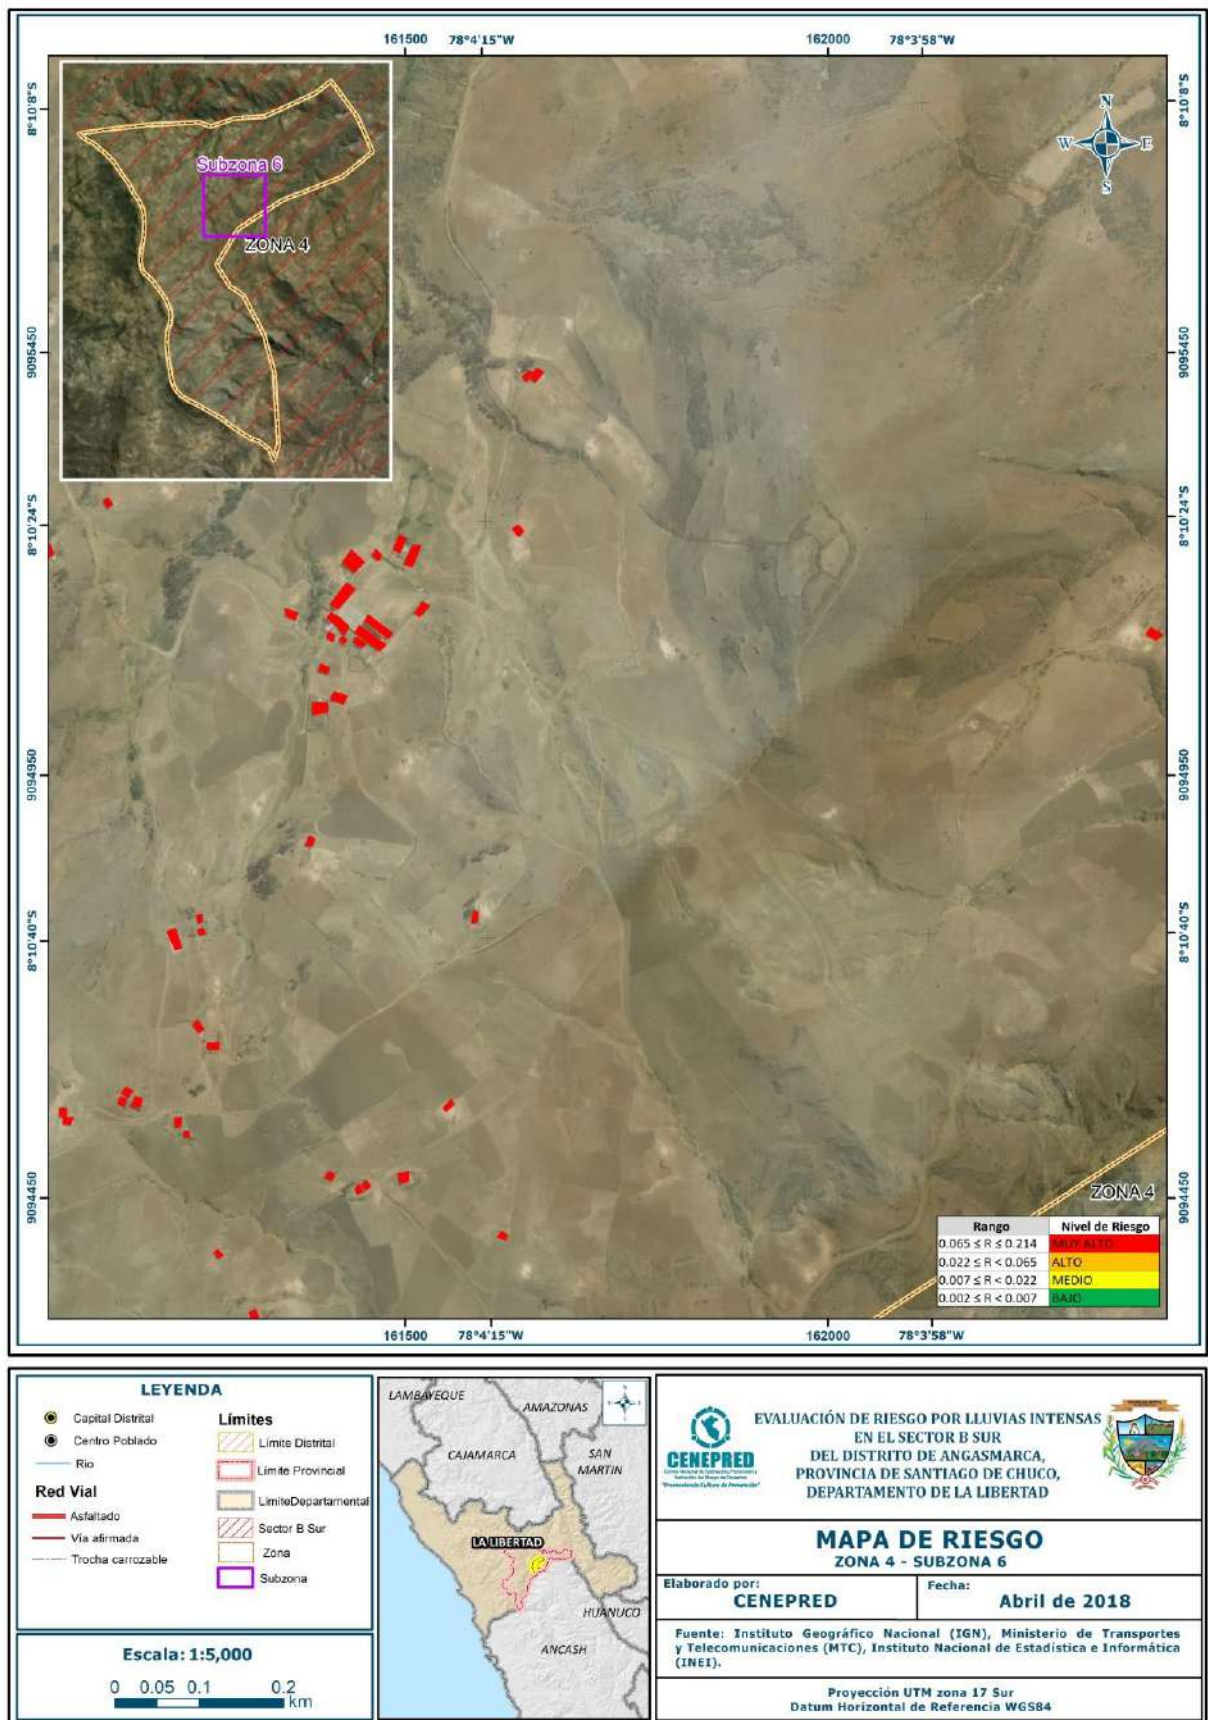 161500 78°4'15"W 162000 78°3'58"W
8°10'8"S
8°10'8"S
N
W E
S
Subzona 6
ZONA 4
9095450
9095450
8°10'24"S
8°10'24"S
9094950
9094950
8°10'40"S
8°10'40"S
9094450
9094450
ZONA 4
Rango Nivel de Riesgo
0.065 ≤ R ≤ 0.214 MUY ALTO
0.022 ≤ R < 0.065 ALTO
0.007 ≤ R < 0.022 MEDIO
0.002 ≤ R < 0.007 BAJO
161500 78°4'15"W 162000 78°3'58"W
LEYENDA
Capital Distrital
Centro Poblado
Rio
Red Vial
Asfaltado
Vía afirmada
Trocha carrozable
Límites
Límite Distrital
Límite Provincial
LímiteDepartamental
Sector B Sur
Zona
Subzona
Escala: 1:5,000
0 0.05 0.1 0.2
km
LAMBAYEQUE
AMAZONAS
CAJAMARCA
SAN
MARTIN
LA LIBERTAD
HUANUCO
ANCASH
CENEPRED
EVALUACIÓN DE RIESGO POR LLUVIAS INTENSAS
EN EL SECTOR B SUR
DEL DISTRITO DE ANGASMARCA,
PROVINCIA DE SANTIAGO DE CHUCO,
DEPARTAMENTO DE LA LIBERTAD
MAPA DE RIESGO
ZONA 4 - SUBZONA 6
Elaborado por:
CENEPRED
Fecha:
Abril de 2018
Fuente: Instituto Geográfico Nacional (IGN), Ministerio de Transportes
y Telecomunicaciones (MTC), Instituto Nacional de Estadística e Informática
(INEI).
Proyección UTM zona 17 Sur
Datum Horizontal de Referencia WGS84